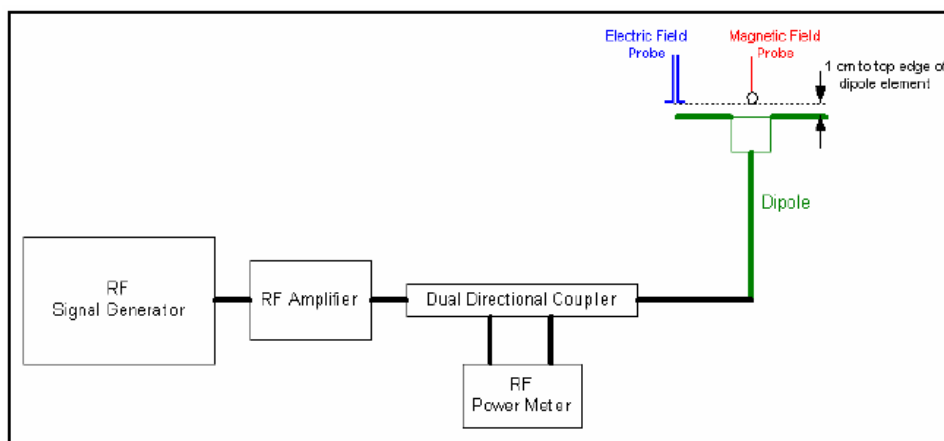 Electric Field
Probe
Magnetic Field
Probe
1 cm to top edge of
dipole element
Dipole
RF
Signal Generator
RF Amplifier
Dual Directional Coupler
RF
Power Meter